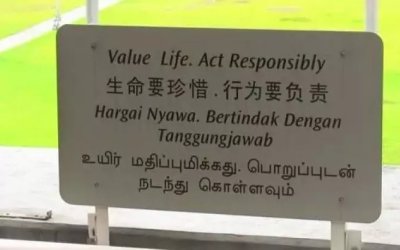 Value Life. Act Responsibly
生命要珍惜.行为要负责
Hargai Nyawa. Bertindak Dengan
Tanggungjawab
உயிர் மதிப்புமிக்கது. பொறுப்புடன்
நடந்து கொள்ளவும்